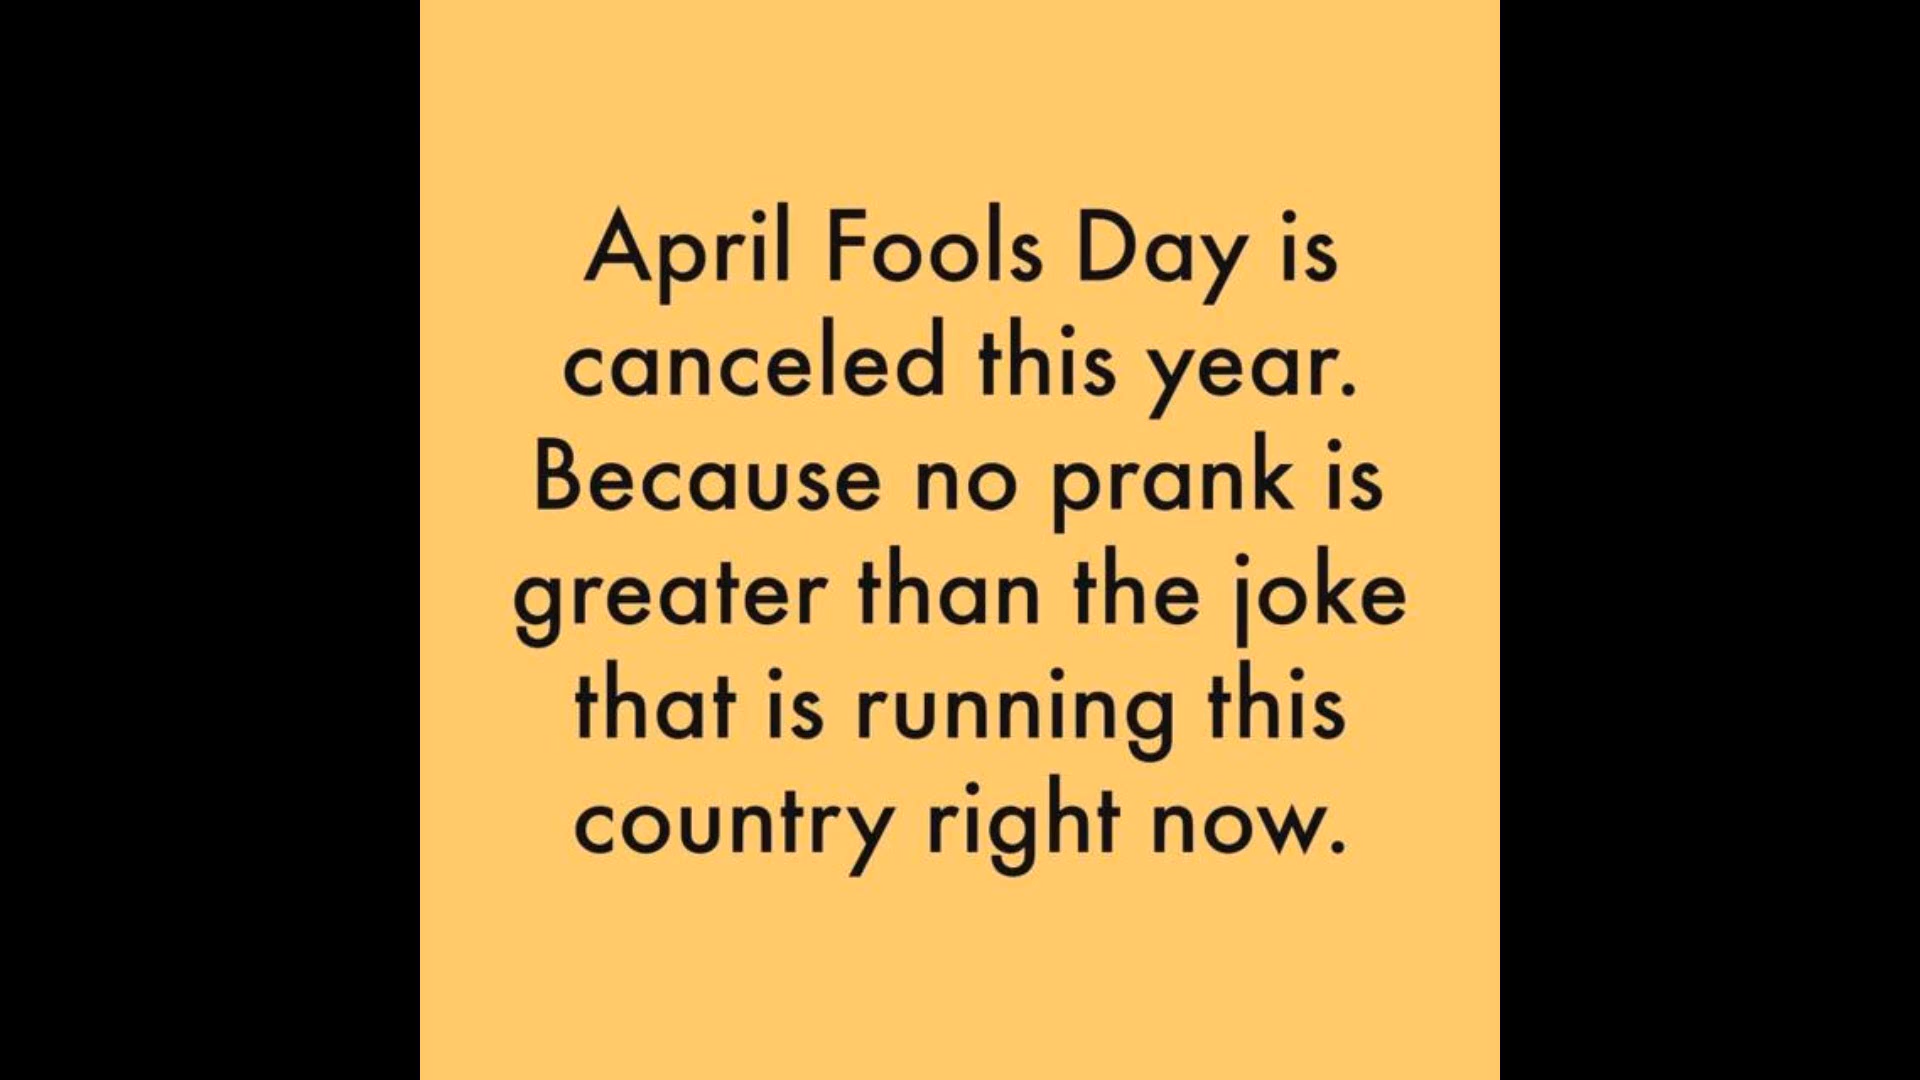 April Fools Day is
canceled this year.
Because no prank is
greater than the joke
that is running this
country right now.